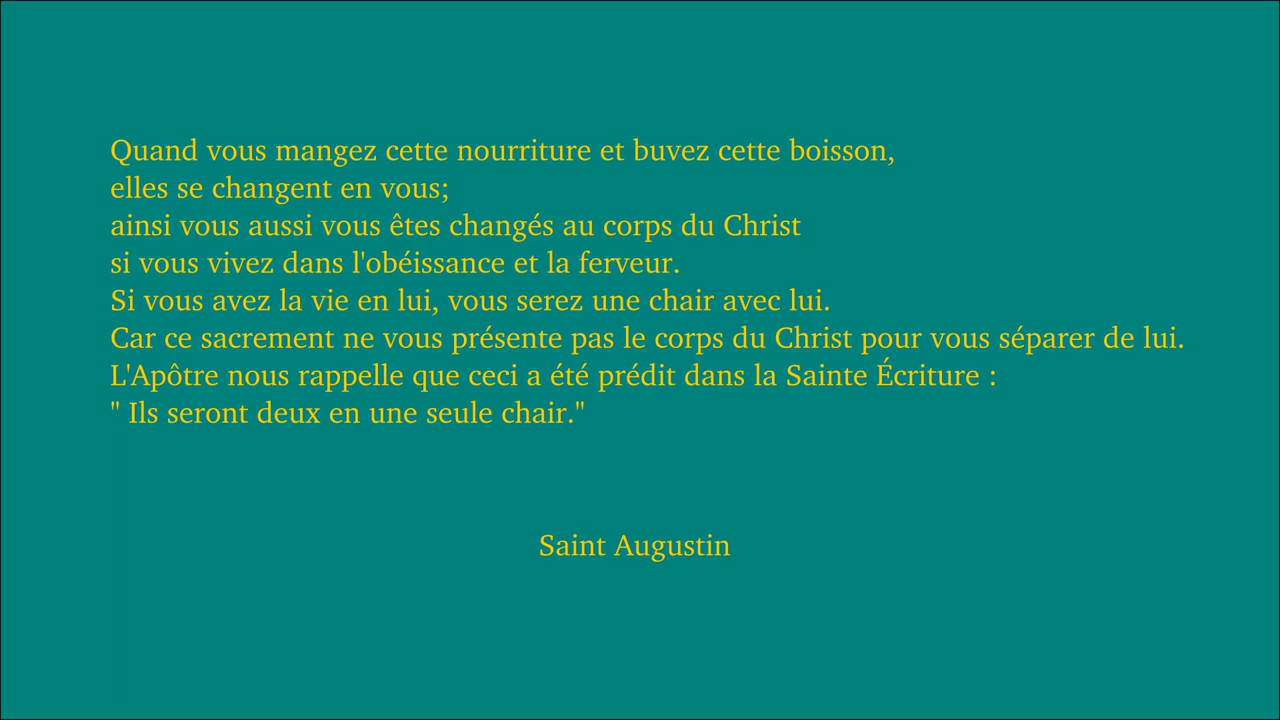 Quand vous mangez cette nourriture et buvez cette boisson,
elles se changent en vous;
ainsi vous aussi vous êtes changés au corps du Christ
si vous vivez dans l'obéissance et la ferveur.
Si vous avez la vie en lui, vous serez une chair avec lui.
Car ce sacrement ne vous présente pas le corps du Christ pour vous séparer de lui.
L'Apôtre nous rappelle que ceci a été prédit dans la Sainte Écriture :
" Ils seront deux en une seule chair."
Saint Augustin